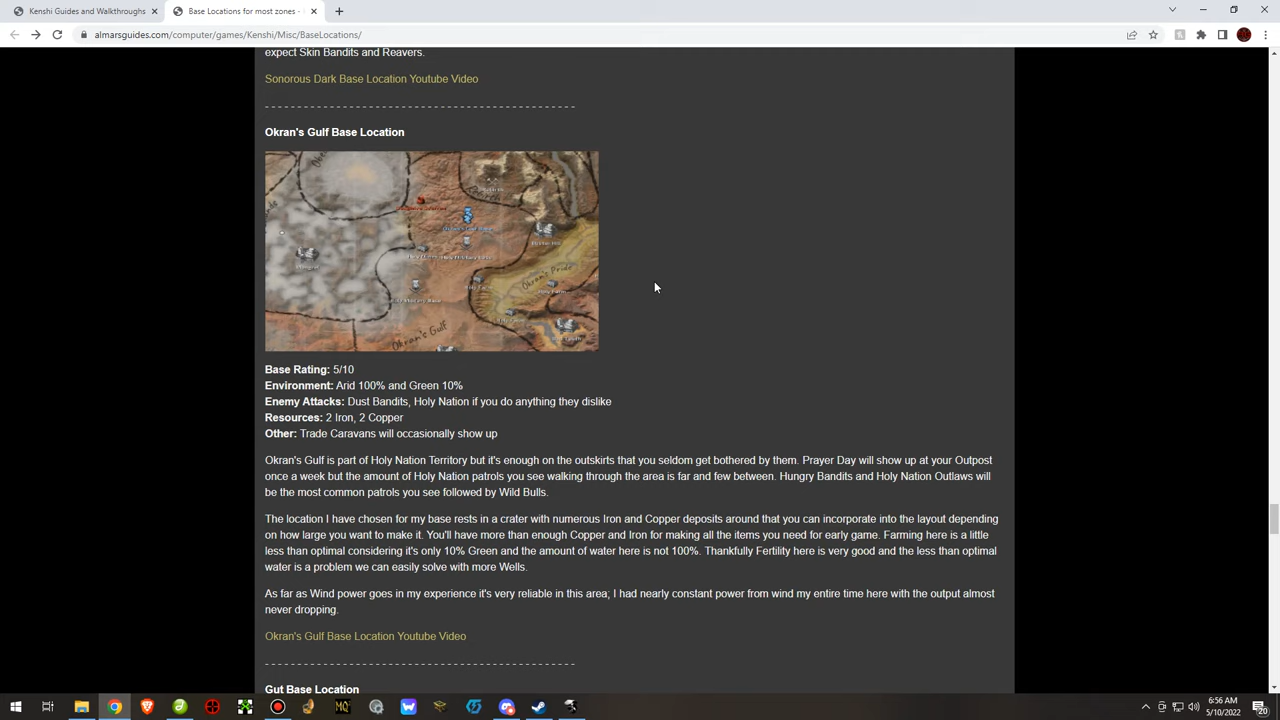 Kenshi Guides and Walkthroughs
Base Locations for most zones -
almarsguides.com/computer/games/Kenshi/Misc/BaseLocations/
expect Skin Bandits and Reavers.
Sonorous Dark Base Location Youtube Video
- - - - - - - - - - - - - - - - - - - - - - - - - - - - - - - - - - - - - - - - - - - - - - -
Okran's Gulf Base Location
Okran's Pride
Okran's Gulf
Base Rating: 5/10
Environment: Arid 100% and Green 10%
Enemy Attacks: Dust Bandits, Holy Nation if you do anything they dislike
Resources: 2 Iron, 2 Copper
Other: Trade Caravans will occasionally show up
Okran's Gulf is part of Holy Nation Territory but it's enough on the outskirts that you seldom get bothered by them. Prayer Day will show up at your Outpost
once a week but the amount of Holy Nation patrols you see walking through the area is far and few between. Hungry Bandits and Holy Nation Outlaws will
be the most common patrols you see followed by Wild Bulls.
The location I have chosen for my base rests in a crater with numerous Iron and Copper deposits around that you can incorporate into the layout depending
on how large you want to make it. You'll have more than enough Copper and Iron for making all the items you need for early game. Farming here is a little
less than optimal considering it's only 10% Green and the amount of water here is not 100%. Thankfully Fertility here is very good and the less than optimal
water is a problem we can easily solve with more Wells.
As far as Wind power goes in my experience it's very reliable in this area; I had nearly constant power from wind my entire time here with the output almost
never dropping.
Okran's Gulf Base Location Youtube Video
- - - - - - - - - - - - - - - - - - - - - - - - - - - - - - - - - - - - - - - - - - - - - - -
Gut Base Location
MQ
6:56 AM
5/10/2022
20